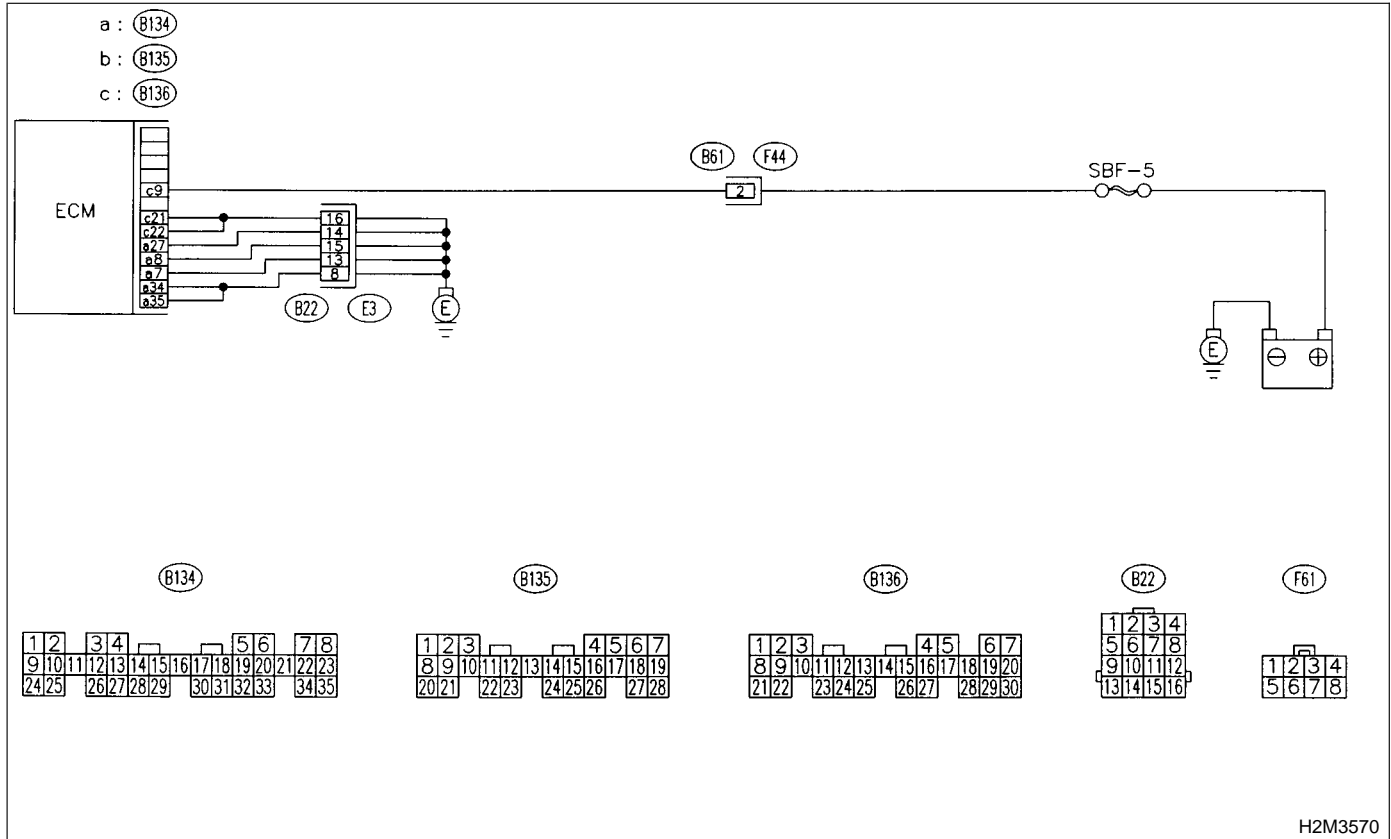 a : B134
b : B135
c : B136
B61 F44
SBF-5
ECM
c9
2
c21
c22
a27
a8
a7
a34
a35
16
14
15
13
8
B22 E3
E
E
⊖ ⊕
B134
1 2 3 4 5 6 7 8
9 10 11 12 13 14 15 16 17 18 19 20 21 22 23
24 25 26 27 28 29 30 31 32 33 34 35
B135
1 2 3 4 5 6 7
8 9 10 11 12 13 14 15 16 17 18 19
20 21 22 23 24 25 26 27 28
B136
1 2 3 4 5 6 7
8 9 10 11 12 13 14 15 16 17 18 19 20
21 22 23 24 25 26 27 28 29 30
B22
1 2 3 4
5 6 7 8
9 10 11 12
13 14 15 16
F61
1 2 3 4
5 6 7 8
H2M3570